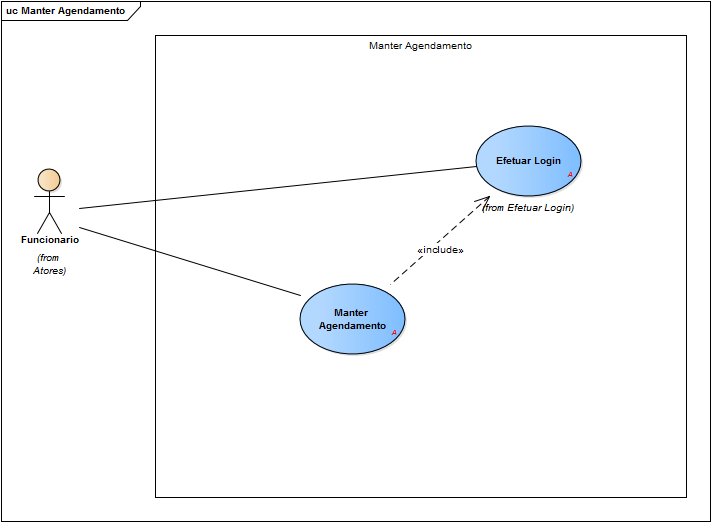 uc Manter Agendamento
Manter Agendamento
Efetuar Login
A
(from Efetuar Login)
Funcionario
(from
Atores)
«include»
Manter
Agendamento
A